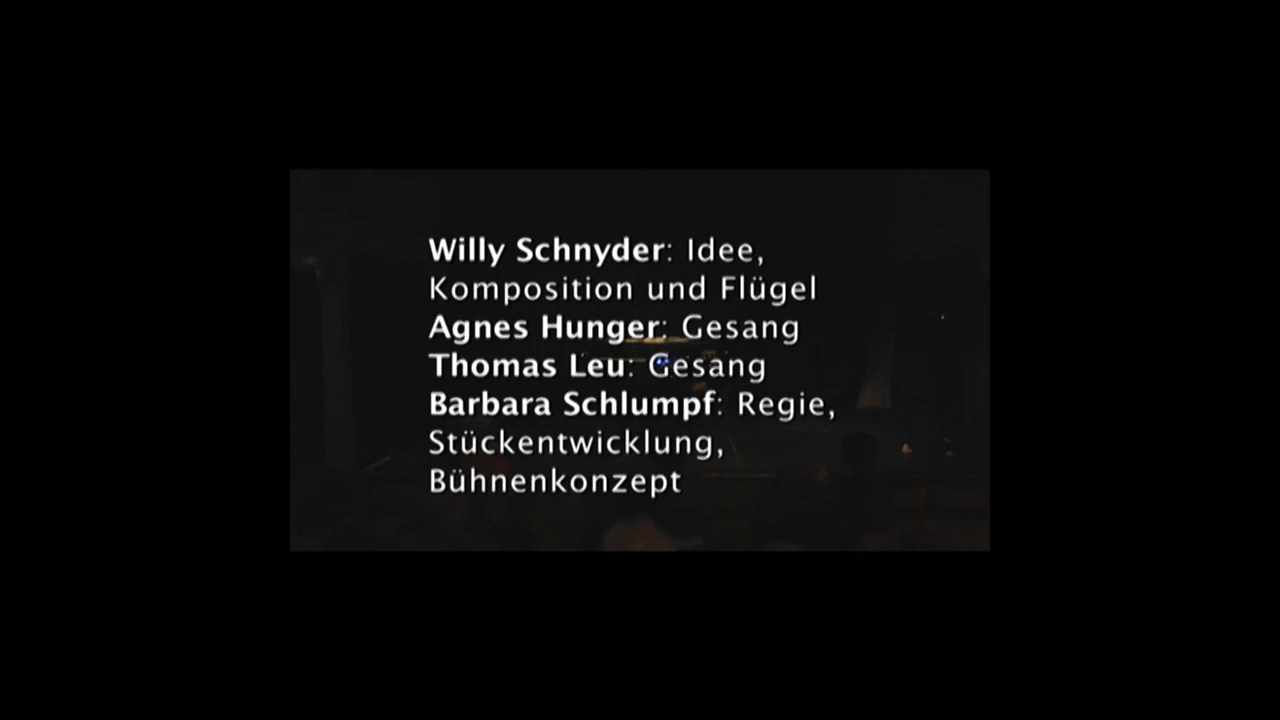 Willy Schnyder: Idee,
Komposition und Flügel
Agnes Hunger: Gesang
Thomas Leu: Gesang
Barbara Schlumpf: Regie,
Stückentwicklung,
Bühnenkonzept